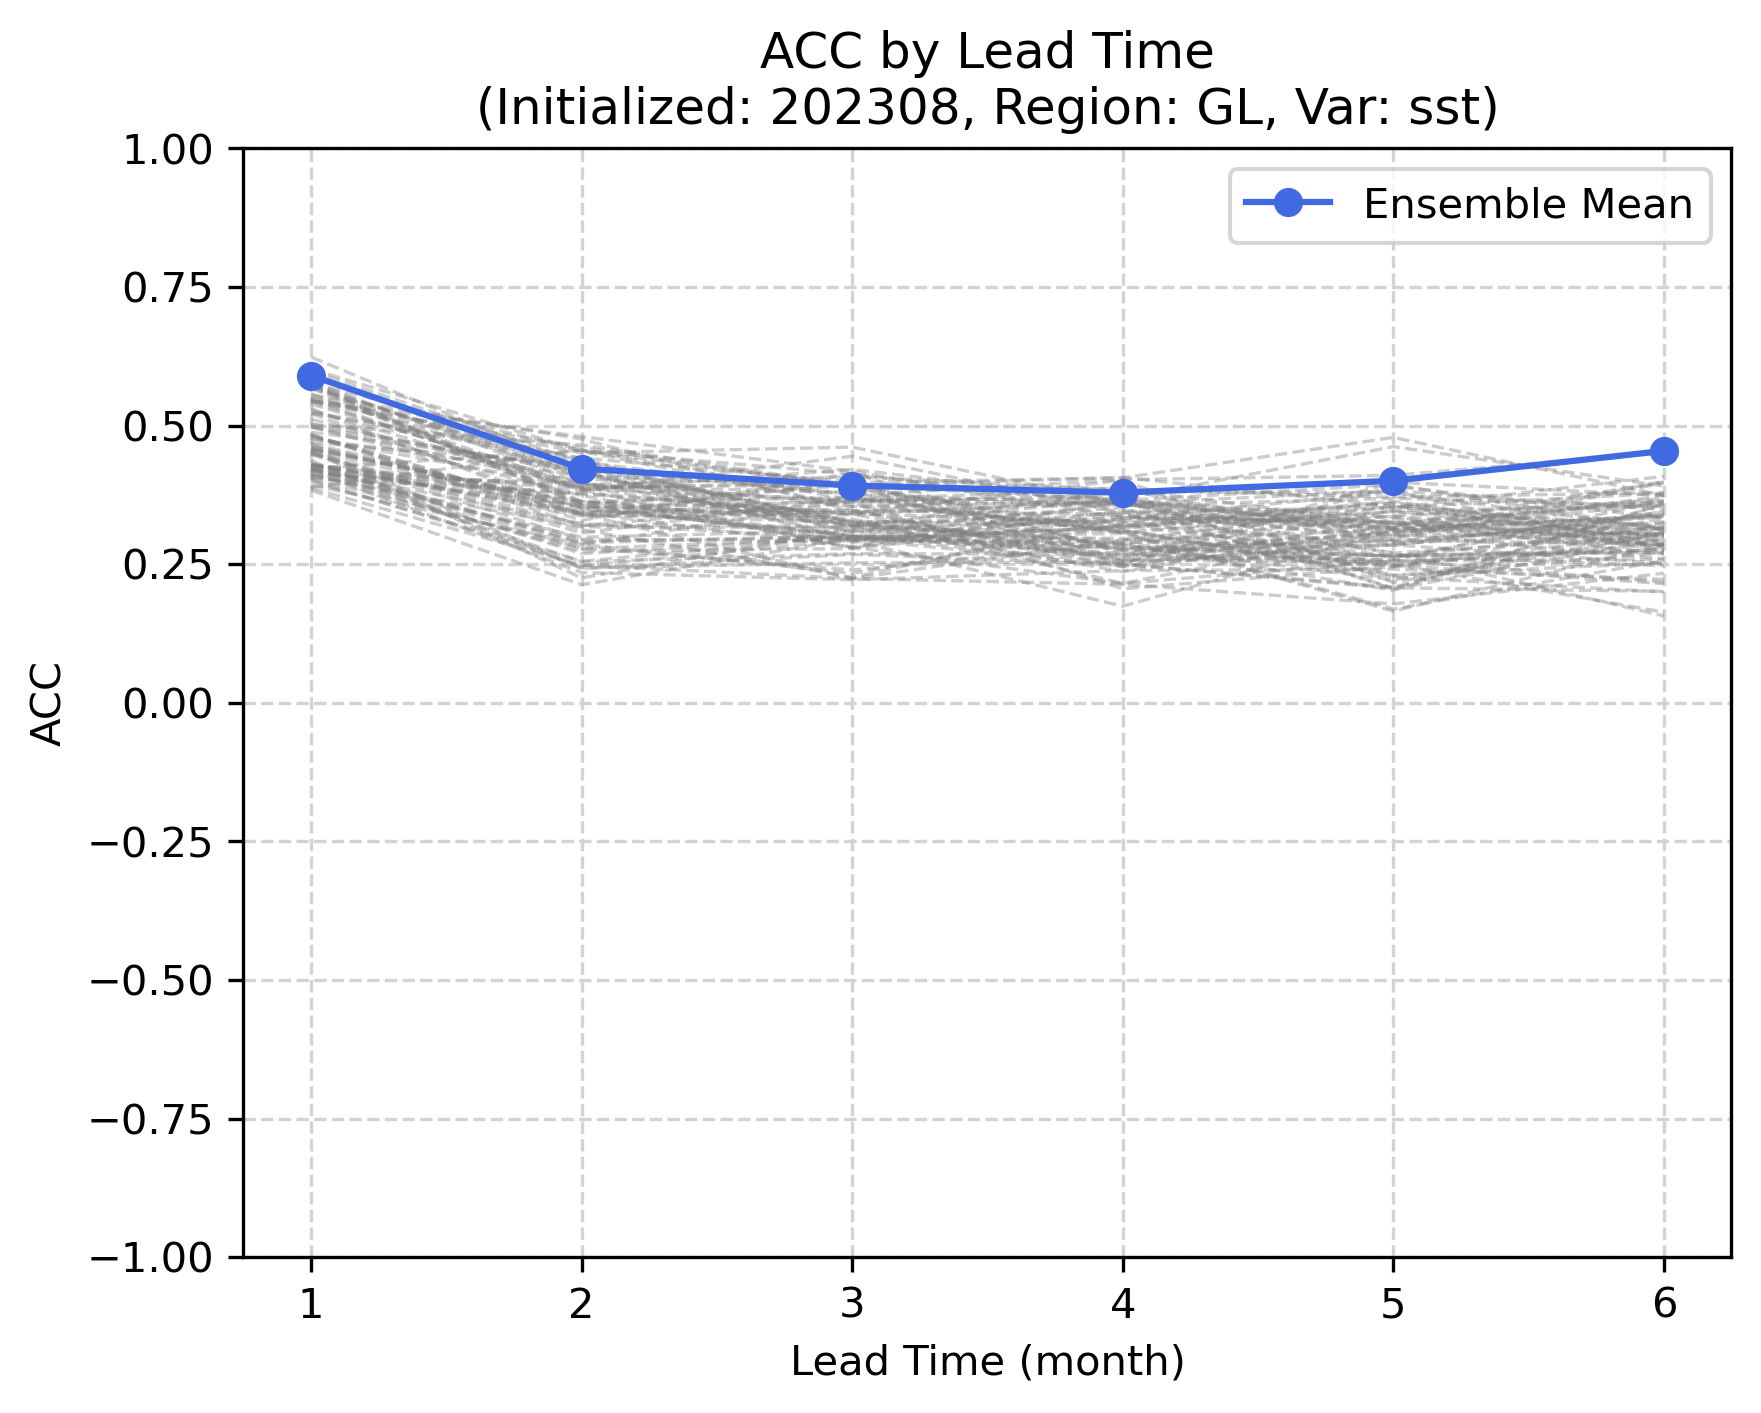 ACC by Lead Time
(Initialized: 202308, Region: GL, Var: sst)
1.00
Ensemble Mean
0.75
0.50
0.25
0.00
−0.25
−0.50
−0.75
−1.00
ACC
1 2 3 4 5 6
Lead Time (month)